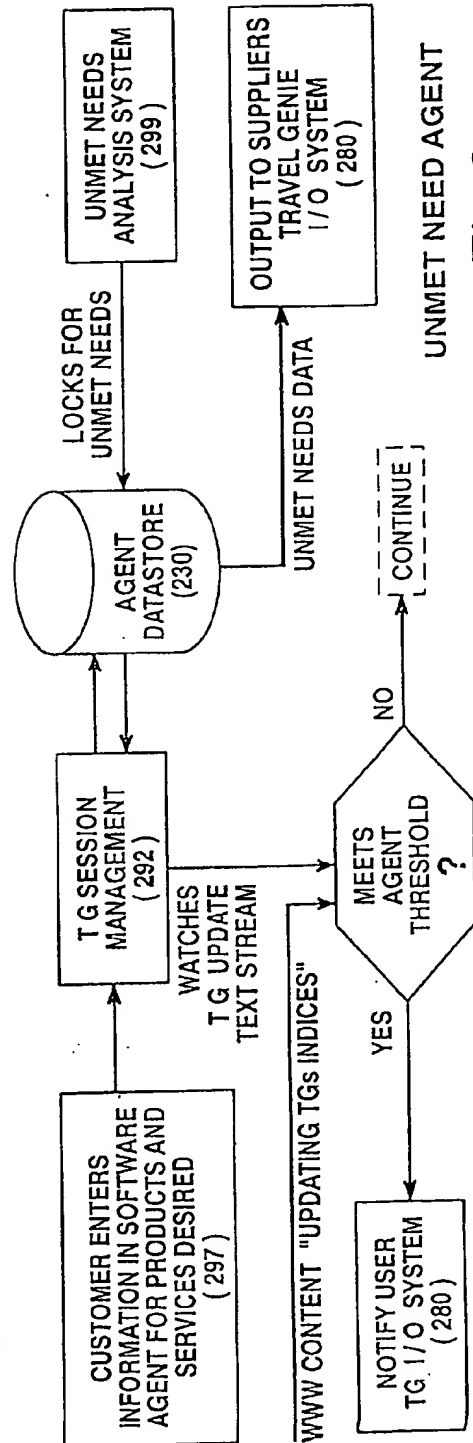 CUSTOMER ENTERS
INFORMATION IN SOFTWARE
AGENT FOR PRODUCTS AND
SERVICES DESIRED
(297)
TG SESSION
MANAGEMENT
(292)
AGENT
DATASTORE
(230)
LOCKS FOR
UNMET NEEDS
UNMET NEEDS
ANALYSIS SYSTEM
(299)
WATCHES
TG UPDATE
TEXT STREAM
UNMET NEEDS DATA
OUTPUT TO SUPPLIERS
TRAVEL GENIE
I/O SYSTEM
(280)
WWW CONTENT "UPDATING TGs INDICES"
MEETS
AGENT
THRESHOLD
?
YES
NO
CONTINUE
NOTIFY USER
TG I/O SYSTEM
(280)
UNMET NEED AGENT